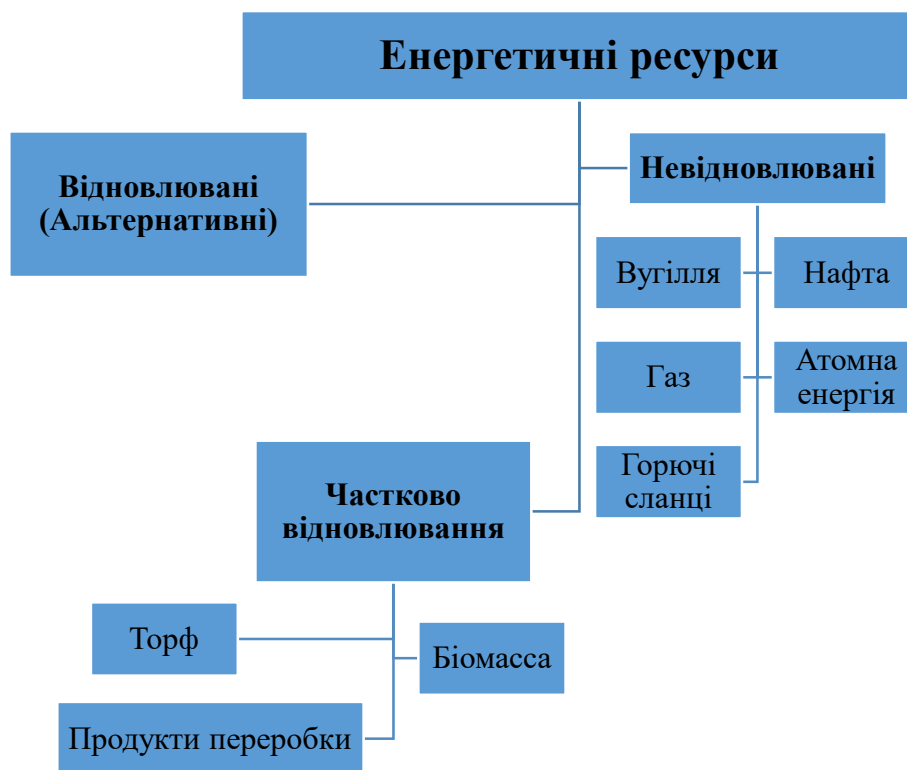 Енергетичні ресурси
Відновлювані
(Альтернативні)
Невідновлювані
Вугілля
Нафта
Газ
Атомна
енергія
Горючі
сланці
Частково
відновлювання
Торф
Біомасса
Продукти переробки